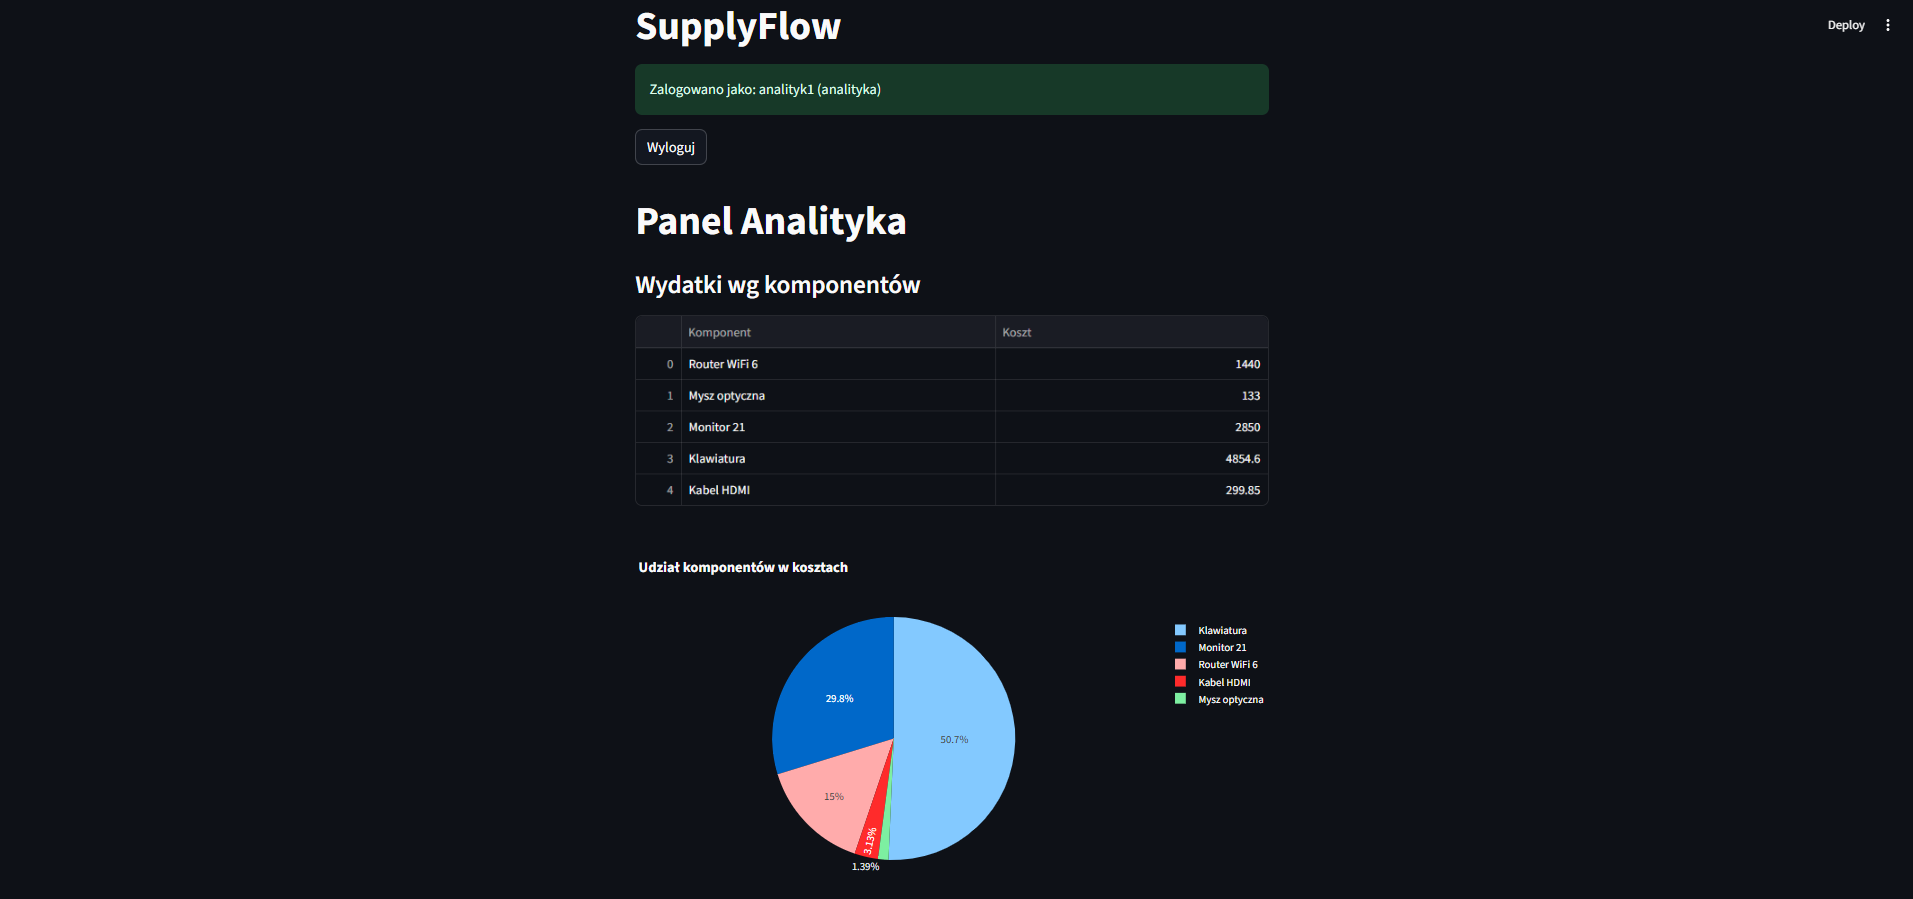 SupplyFlow
Deploy
Zalogowano jako: analityk1 (analityka)
Wyloguj
Panel Analityka
Wydatki wg komponentów
Komponent Koszt
0 Router WiFi 6 1440
1 Mysz optyczna 133
2 Monitor 21 2850
3 Klawiatura 4854.6
4 Kabel HDMI 299.85
Udział komponentów w kosztach
Klawiatura
Monitor 21
Router WiFi 6
Kabel HDMI
Mysz optyczna
29.8%
50.7%
15%
3.13%
1.39%